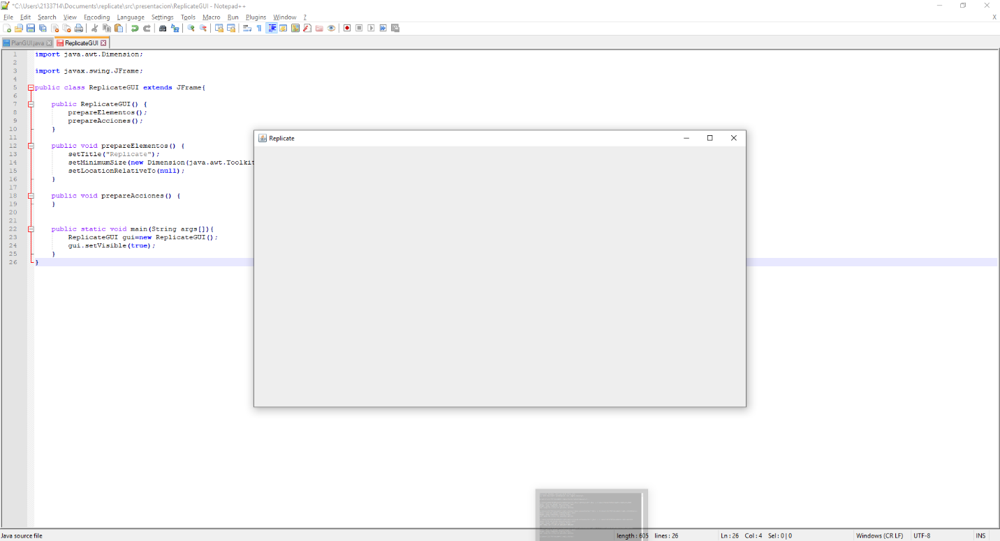 *C:\Users\2133714\Documents\replicate\src\presentacion\ReplicateGUI - Notepad++
File Edit Search View Encoding Language Settings Tools Macro Run Plugins Window ?
X
PlanGUI.java ReplicateGUI
1 import java.awt.Dimension;
2
3 import javax.swing.JFrame;
4
5 public class ReplicateGUI extends JFrame{
6
7 public ReplicateGUI() {
8 prepareElementos();
9 prepareAcciones();
10 }
11
12 public void prepareElementos() {
13 setTitle("Replicate");
14 setMinimumSize(new Dimension(java.awt.Toolkit
15 setLocationRelativeTo(null);
16 }
17
18 public void prepareAcciones() {
19 }
20
21
22 public static void main(String args[]){
23 ReplicateGUI gui=new ReplicateGUI();
24 gui.setVisible(true);
25 }
26 }
Replicate
Java source file length : 605 lines : 26 Ln : 26 Col : 4 Sel : 0 | 0 Windows (CR LF) UTF-8 INS